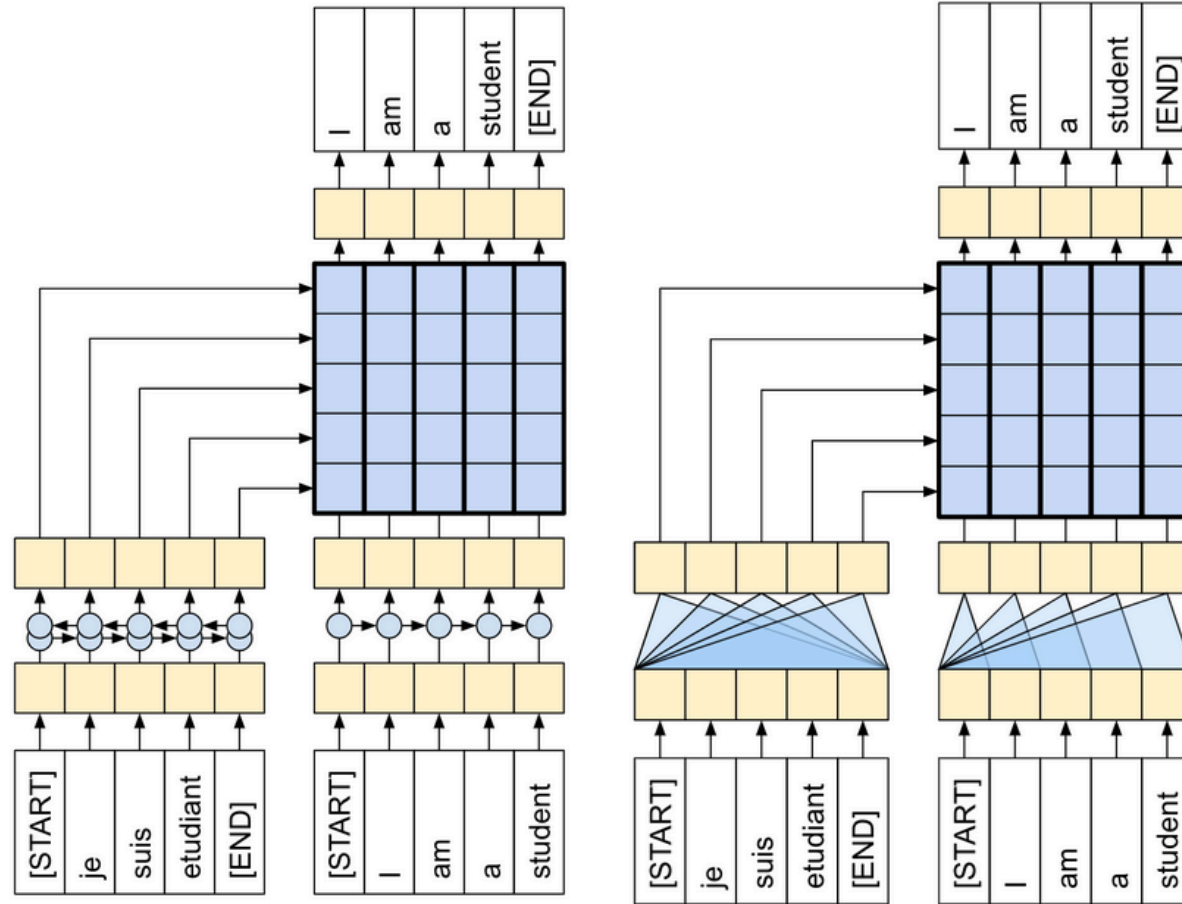 I
am
a
student
[END]
I
am
a
student
[END]
[START]
je
suis
etudiant
[END]
[START]
I
am
a
student
[START]
je
suis
etudiant
[END]
[START]
I
am
a
student